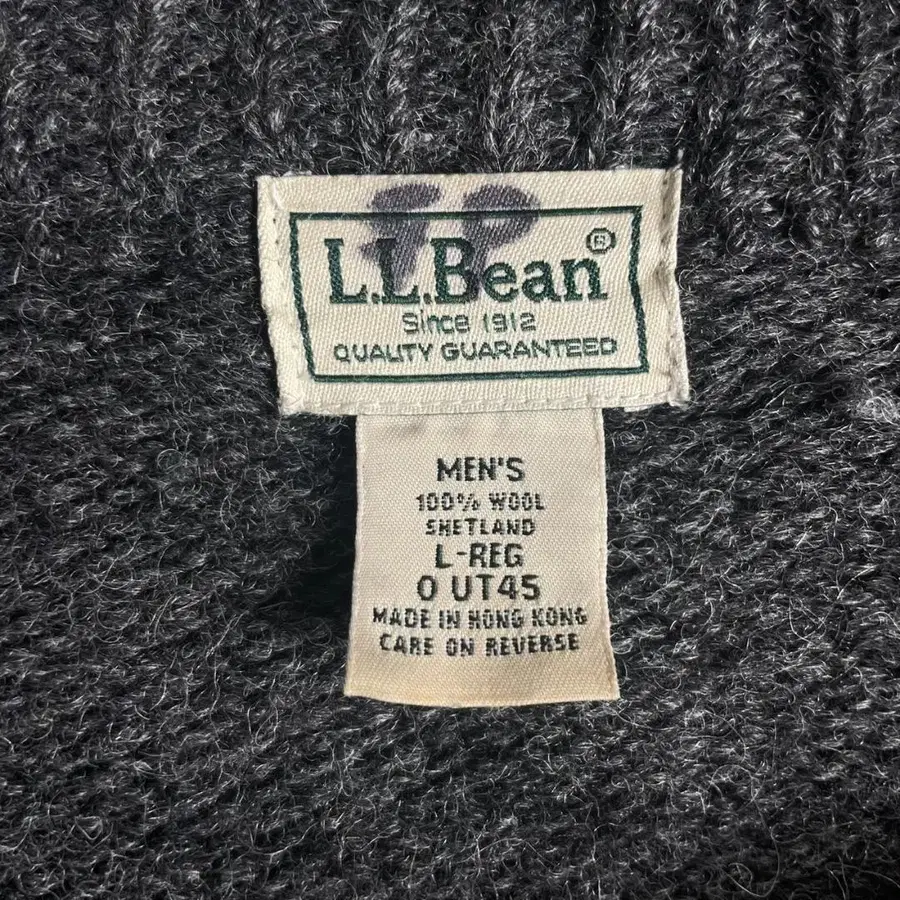 L.L.Bean®
Since 1912
QUALITY GUARANTEED
MEN'S
100% WOOL
SHETLAND
L-REG
0 UT45
MADE IN HONG KONG
CARE ON REVERSE